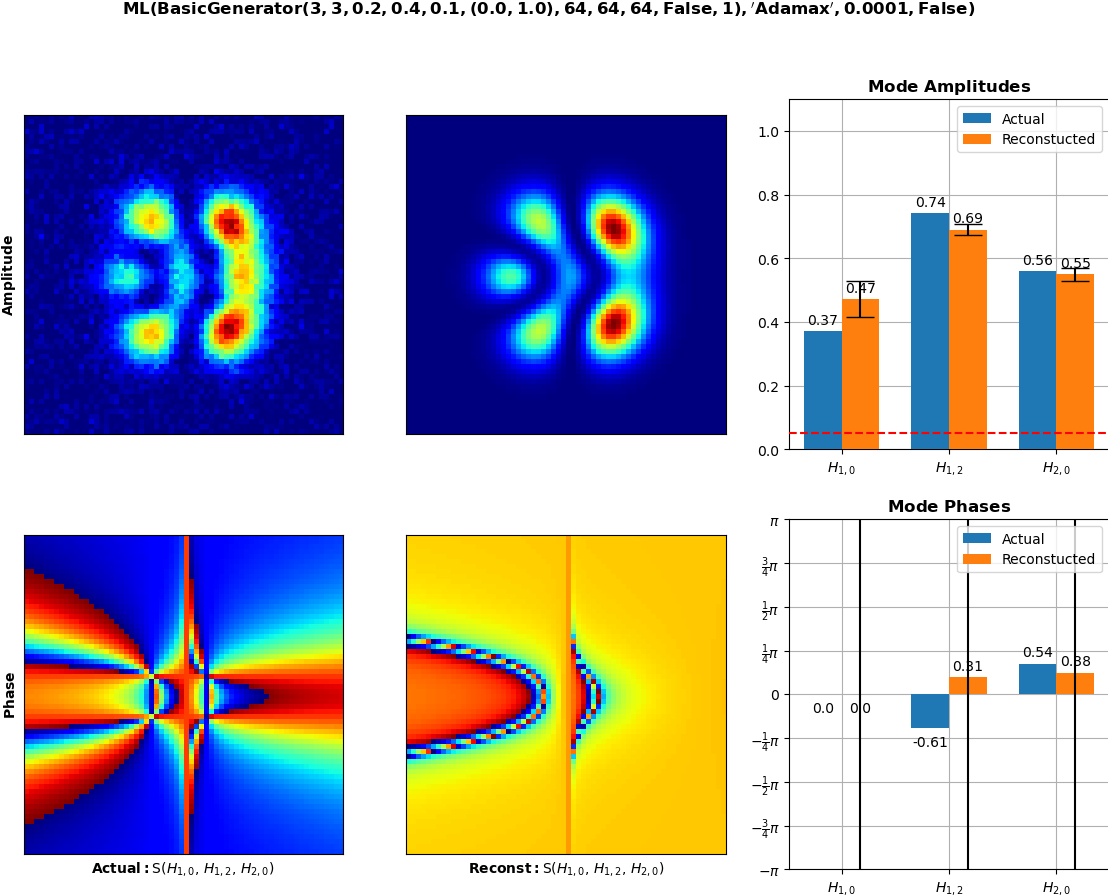 ML(BasicGenerator(3, 3, 0.2, 0.4, 0.1, (0.0, 1.0), 64, 64, 64, False, 1), ′Adamax′, 0.0001, False)
Amplitude
Mode Amplitudes
Actual
Reconstucted
1.0
0.8
0.6
0.4
0.2
0.0
0.37
0.47
0.74
0.69
0.56
0.55
H₁,₀
H₁,₂
H₂,₀
Phase
Actual: S(H₁,₀, H₁,₂, H₂,₀)
Reconst: S(H₁,₀, H₁,₂, H₂,₀)
Mode Phases
Actual
Reconstucted
π
3/4π
1/2π
1/4π
0
−1/4π
−1/2π
−3/4π
−π
0.0
0.0
-0.61
0.31
0.54
0.38
H₁,₀
H₁,₂
H₂,₀